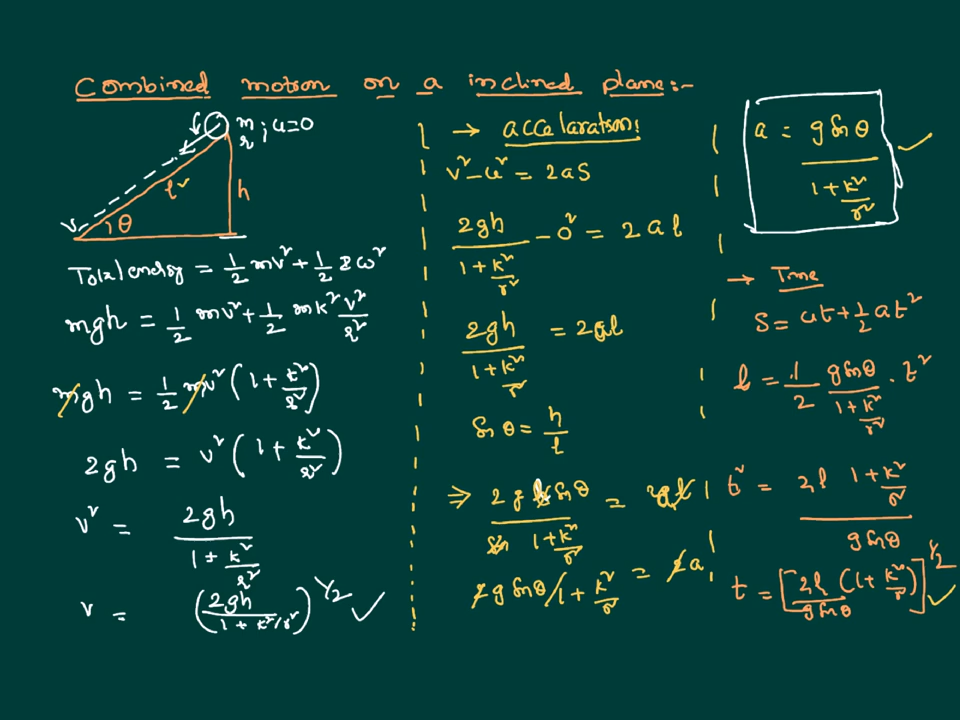 Combined motion on a inclined plane:-
m ; u=0
r
l
h
v
θ
Total energy = 1/2 mv² + 1/2 I ω²
mgh = 1/2 mv² + 1/2 mk² v²/r²
mgh = 1/2 mv² (1 + k²/r²)
2gh = v² (1 + k²/r²)
v² = 2gh / (1 + k²/r²)
v = (2gh / (1 + k²/r²))^1/2 ✓
→ accelaration:
v² - u² = 2as
2gh / (1 + k²/r²) - 0² = 2al
2gh / (1 + k²/r²) = 2al
Sin θ = h/l
⇒ 2g l Sin θ / (1 + k²/r²) = 2al
2g Sin θ / 1 + k²/r² = 2a
a = g Sin θ / (1 + k²/r²) ✓
→ Time
S = ut + 1/2 at²
l = 1/2 g Sin θ / (1 + k²/r²) . t²
t² = 2l (1 + k²/r²) / g Sin θ
t = [2l / g Sin θ (1 + k²/r²)]^1/2 ✓